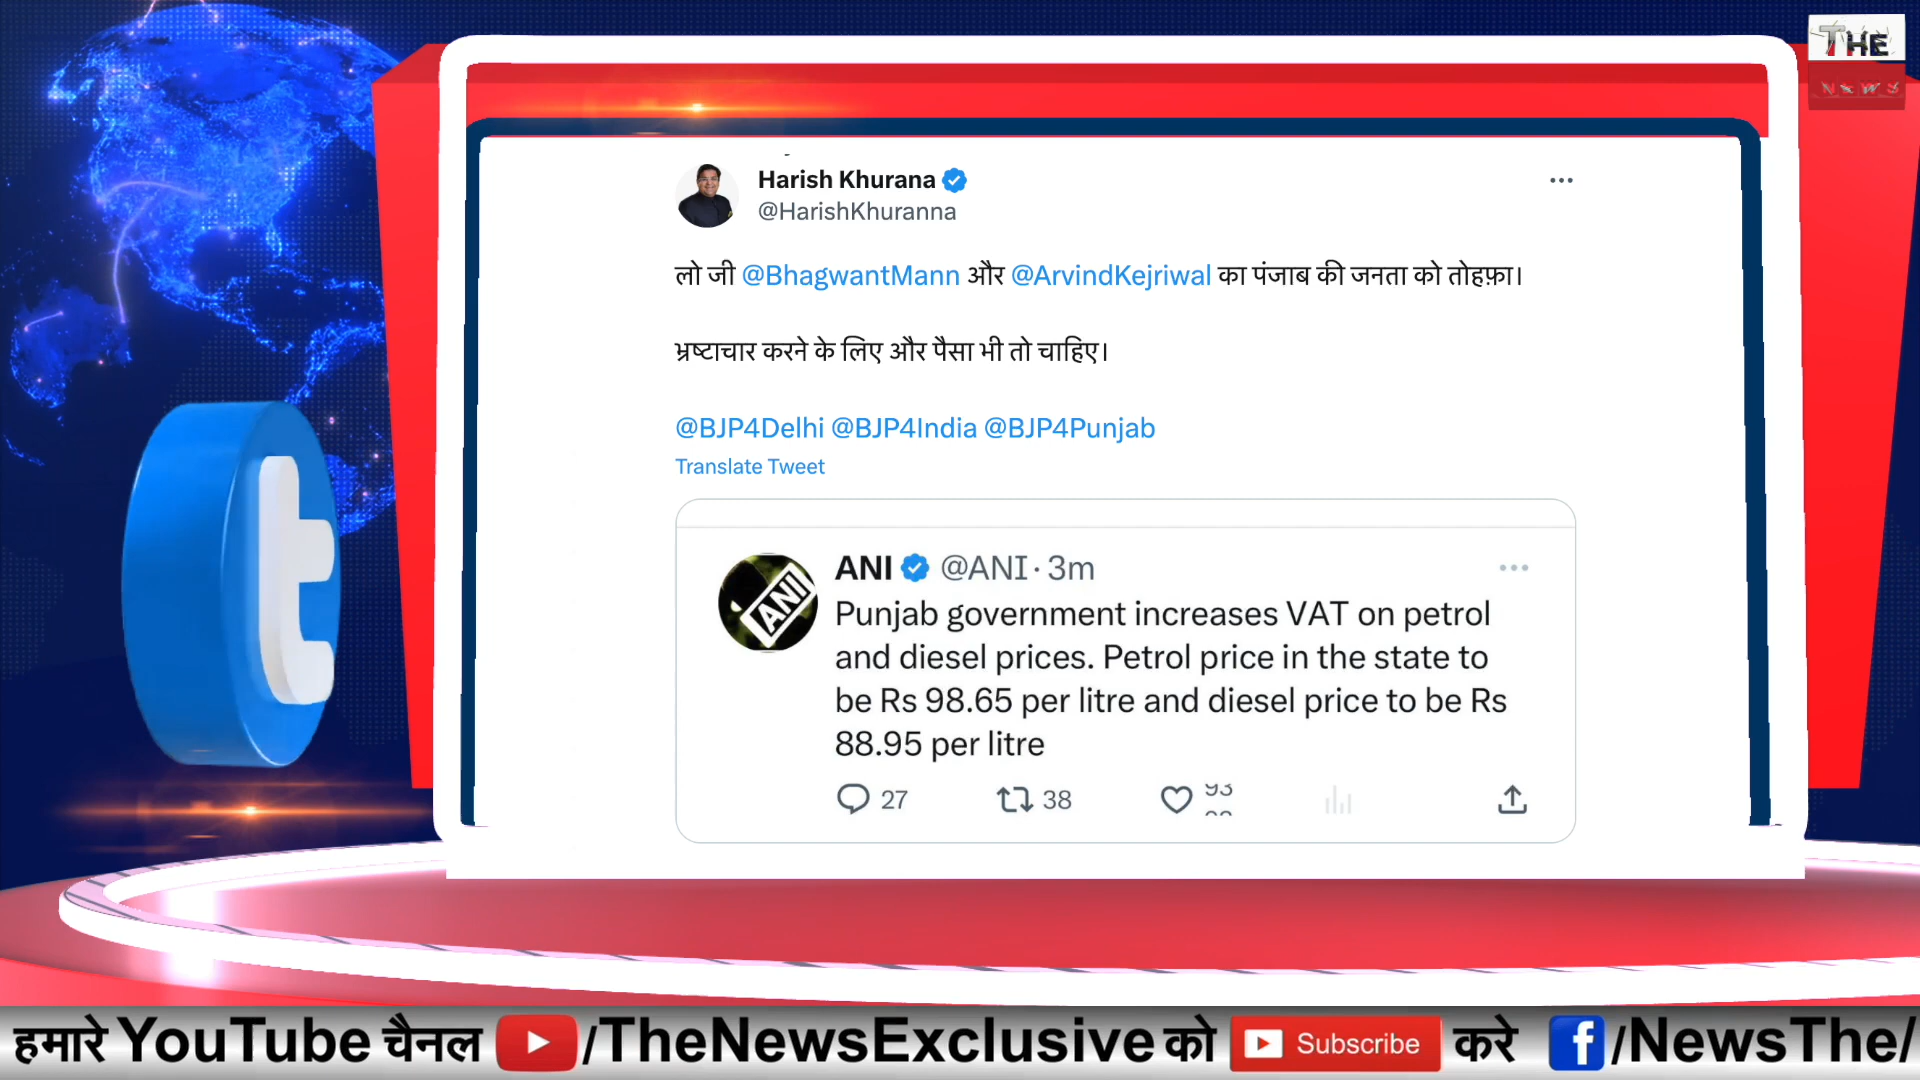 THE
NEWS
Harish Khurana
@HarishKhuranna
लो जी @BhagwantMann और @ArvindKejriwal का पंजाब की जनता को तोहफ़ा।
भ्रष्टाचार करने के लिए और पैसा भी तो चाहिए।
@BJP4Delhi @BJP4India @BJP4Punjab
Translate Tweet
ANI
ANI @ANI · 3m
Punjab government increases VAT on petrol
and diesel prices. Petrol price in the state to
be Rs 98.65 per litre and diesel price to be Rs
88.95 per litre
27 38 93
हमारे YouTube चैनल /TheNewsExclusive को Subscribe करे f /NewsThe/